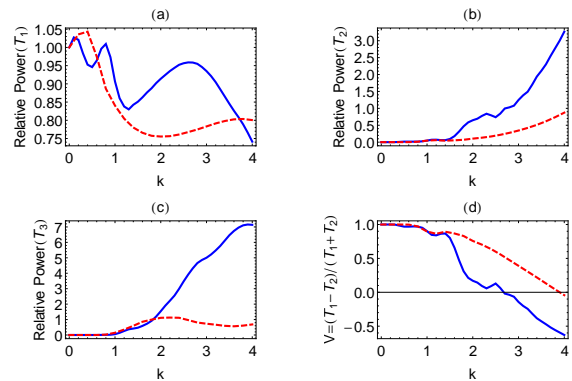 (a)
Relative Power(T1)
1.05
1.00
0.95
0.90
0.85
0.80
0.75
0 1 2 3 4
k
(b)
Relative Power(T2)
3.0
2.5
2.0
1.5
1.0
0.5
0.0
0 1 2 3 4
k
(c)
Relative Power(T3)
7
6
5
4
3
2
1
0
0 1 2 3 4
k
(d)
V=(T1−T2)/(T1+T2)
1.0
0.5
0.0
−0.5
0 1 2 3 4
k